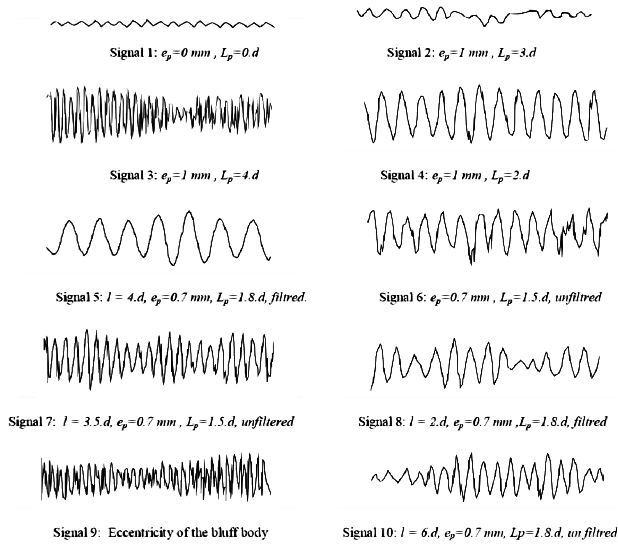 Signal 1: eₚ=0 mm , Lₚ=0.d
Signal 2: eₚ=1 mm , Lₚ=3.d
Signal 3: eₚ=1 mm , Lₚ=4.d
Signal 4: eₚ=1 mm , Lₚ=2.d
Signal 5: l = 4.d, eₚ=0.7 mm, Lₚ=1.8.d, filtred.
Signal 6: eₚ=0.7 mm , Lₚ=1.5.d, unfiltred
Signal 7: l = 3.5.d, eₚ=0.7 mm , Lₚ=1.5.d, unfiltered
Signal 8: l = 2.d, eₚ=0.7 mm ,Lₚ=1.8.d, filtred
Signal 9: Eccentricity of the bluff body
Signal 10: l = 6.d, eₚ=0.7 mm, Lp=1.8.d, unfiltred